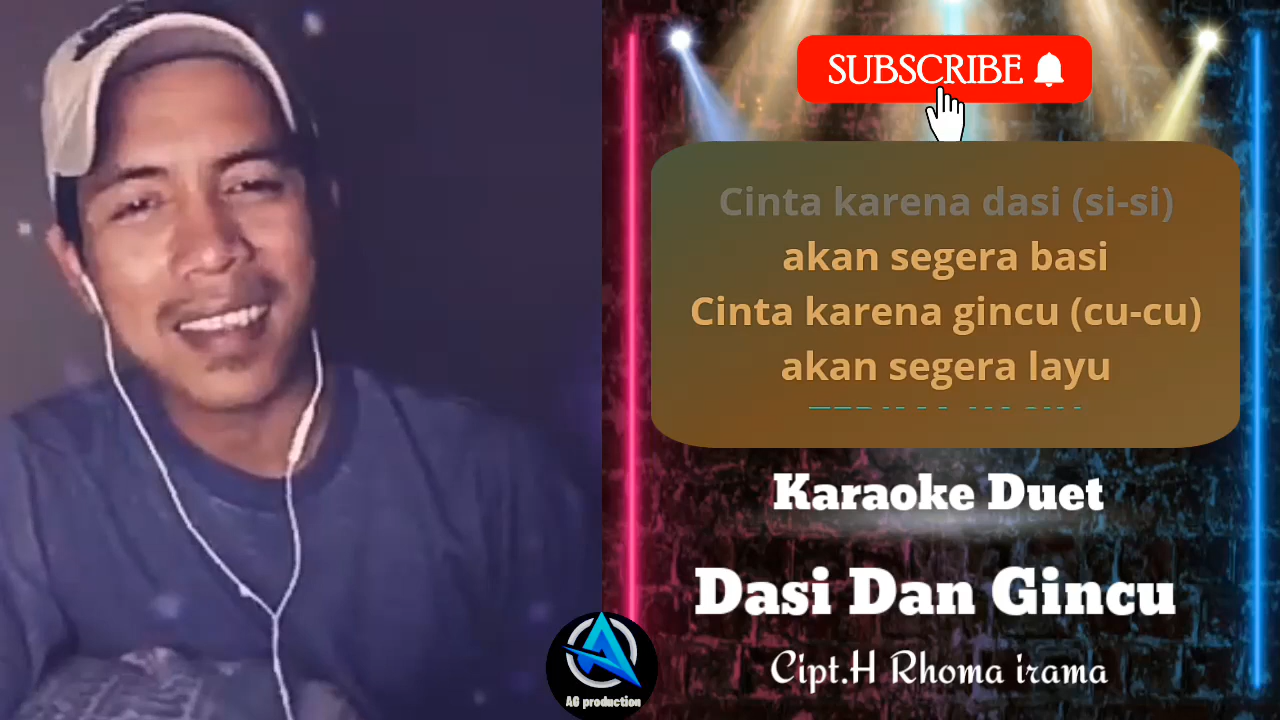 SUBSCRIBE
Cinta karena dasi (si-si)
akan segera basi
Cinta karena gincu (cu-cu)
akan segera layu
Karaoke Duet
Dasi Dan Gincu
Cipt.H Rhoma irama
AG production